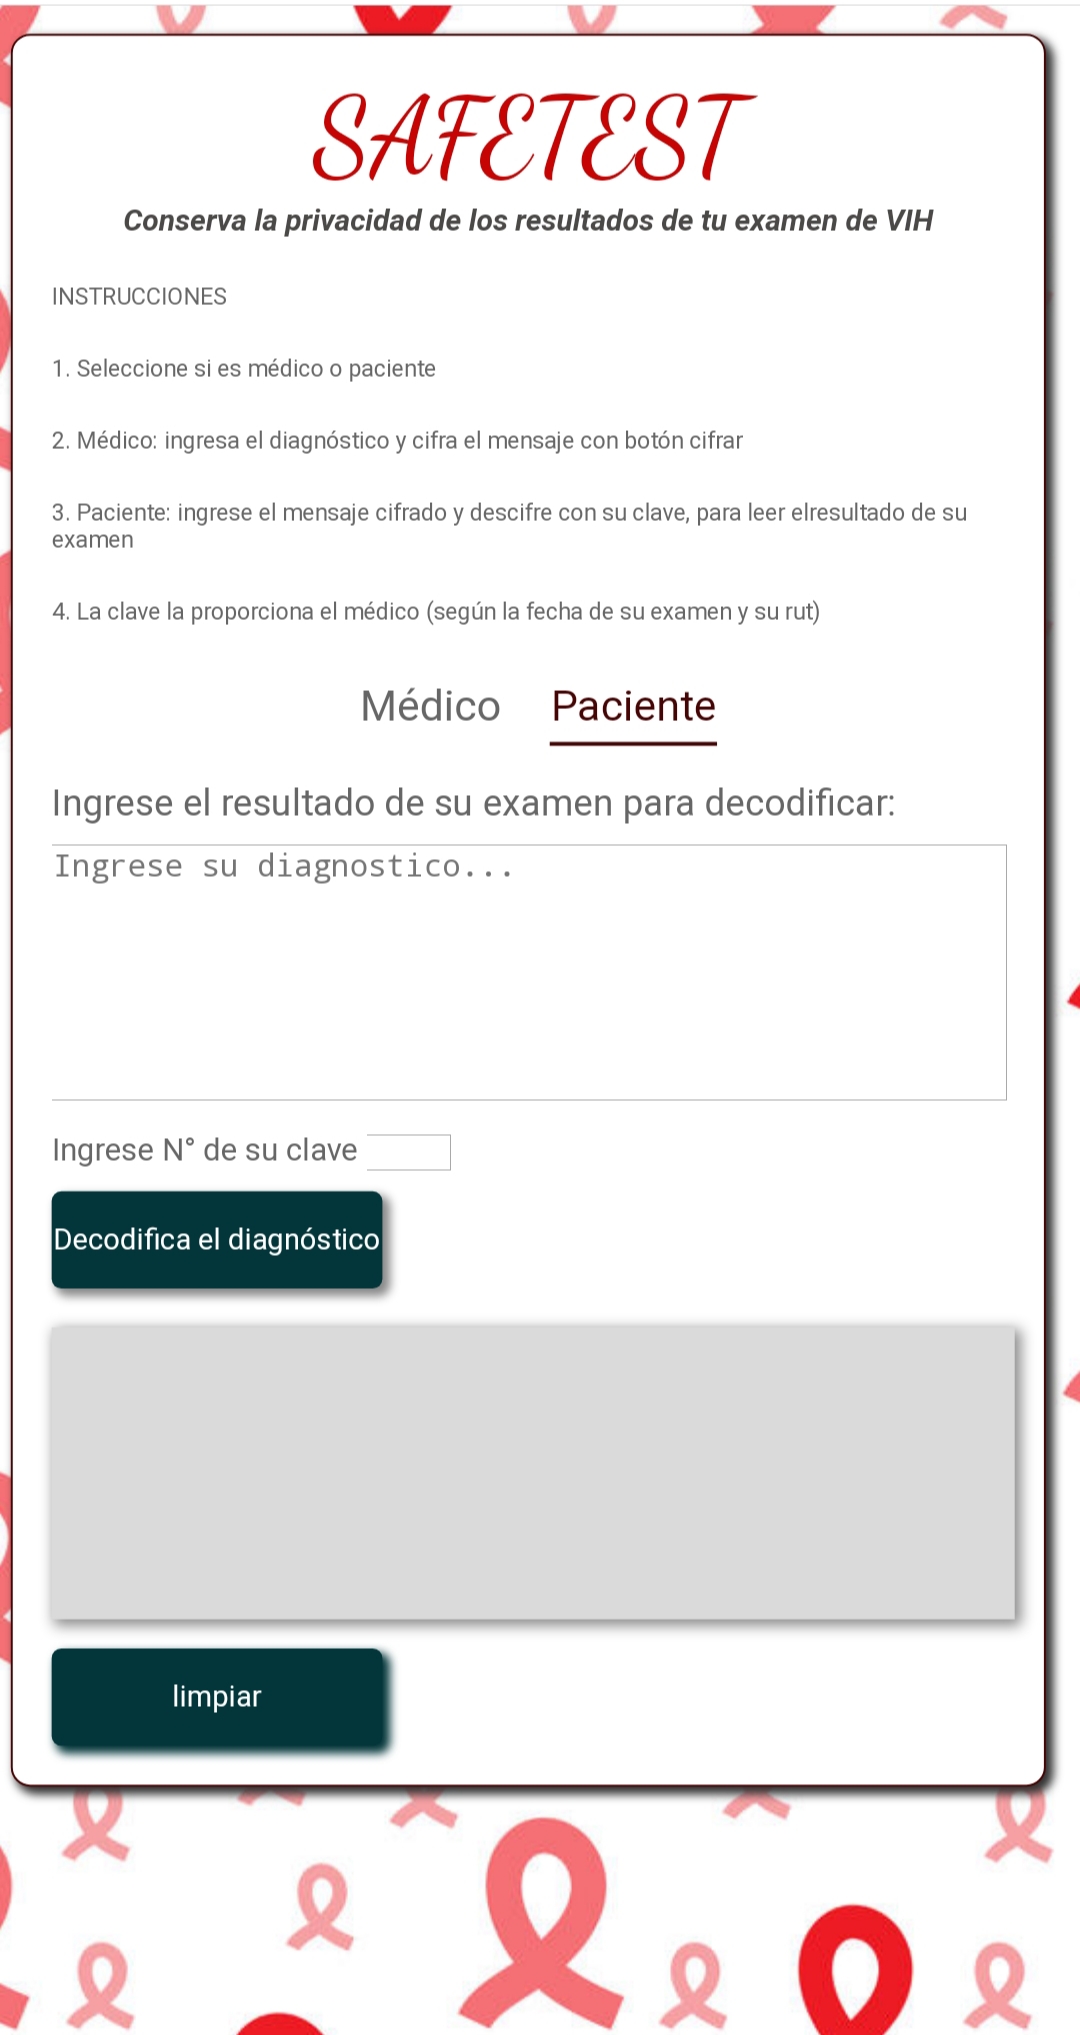 SAFETEST
Conserva la privacidad de los resultados de tu examen de VIH
INSTRUCCIONES
1. Seleccione si es médico o paciente
2. Médico: ingresa el diagnóstico y cifra el mensaje con botón cifrar
3. Paciente: ingrese el mensaje cifrado y descifre con su clave, para leer elresultado de su
examen
4. La clave la proporciona el médico (según la fecha de su examen y su rut)
Médico Paciente
Ingrese el resultado de su examen para decodificar:
Ingrese su diagnostico...
Ingrese N° de su clave
Decodifica el diagnóstico
limpiar